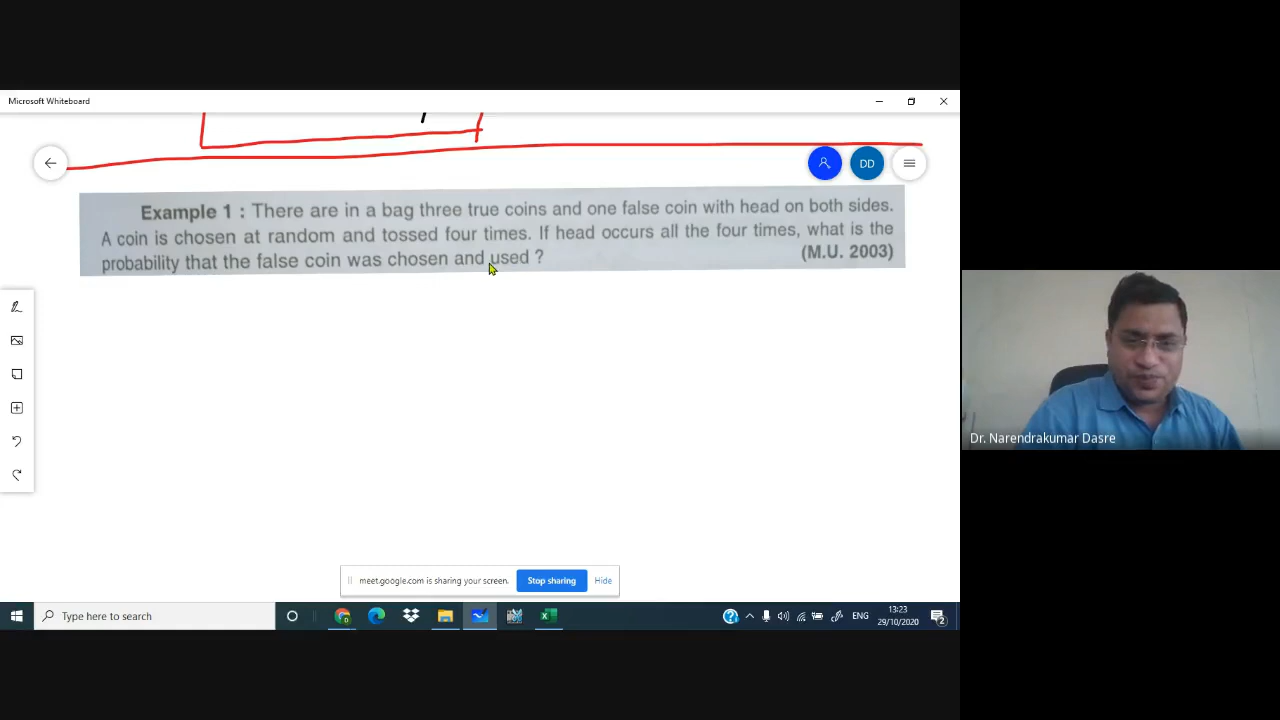 Microsoft Whiteboard
DD
Example 1 : There are in a bag three true coins and one false coin with head on both sides.
A coin is chosen at random and tossed four times. If head occurs all the four times, what is the
probability that the false coin was chosen and used ?
(M.U. 2003)
Dr. Narendrakumar Dasre
meet.google.com is sharing your screen.
Stop sharing
Hide
Type here to search
ENG
13:23
29/10/2020
2